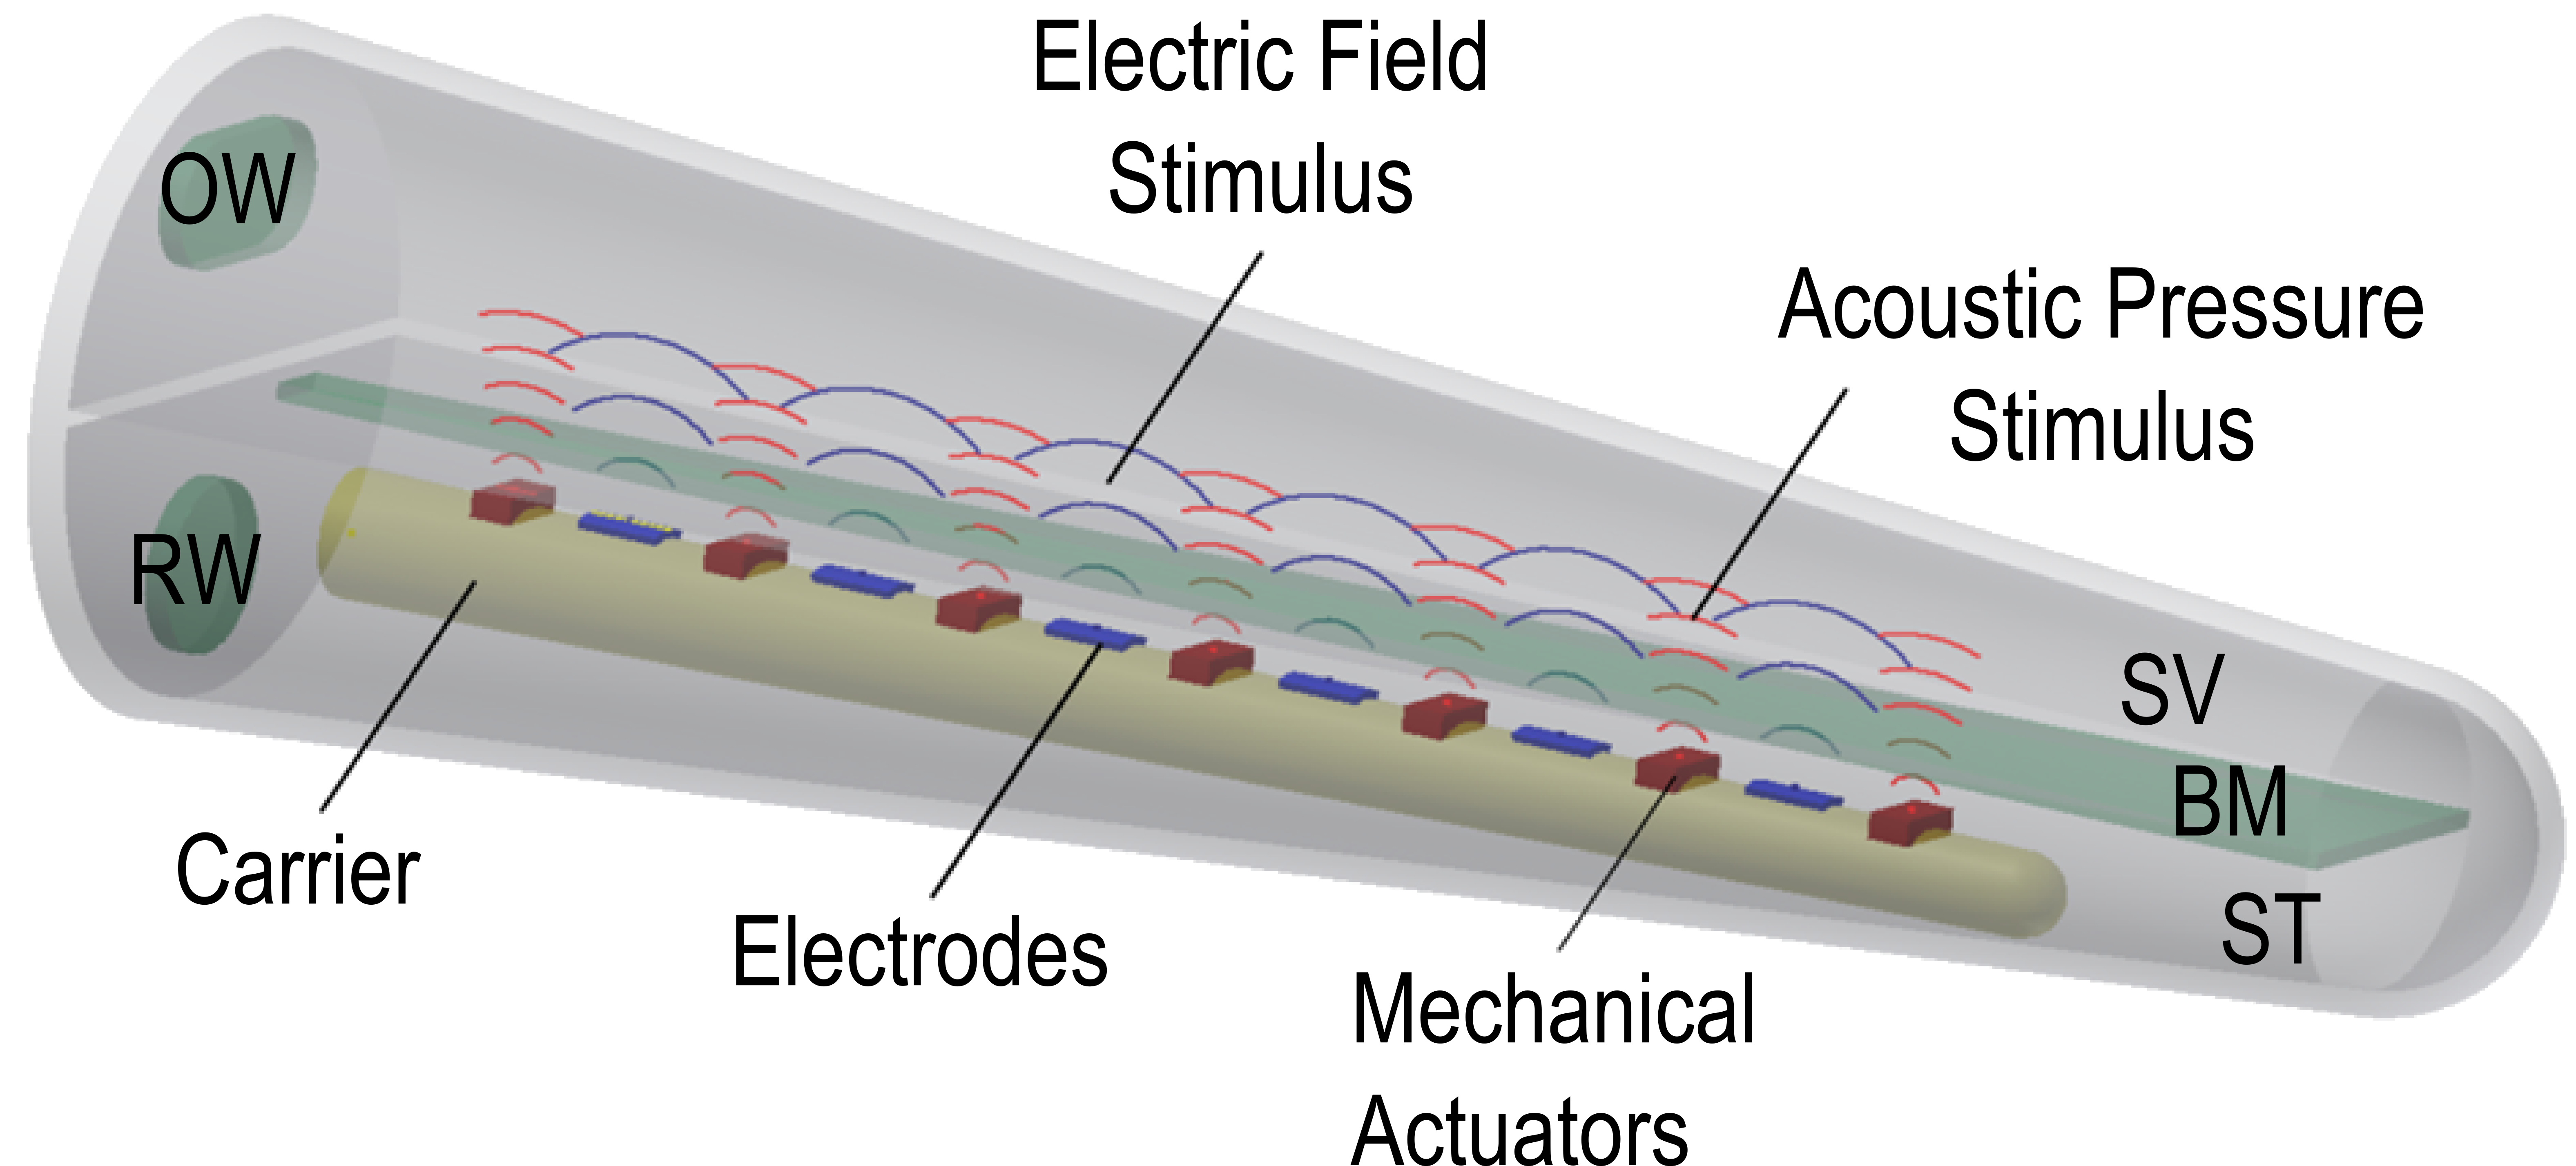 Electric Field
Stimulus
OW
Acoustic Pressure
Stimulus
RW
SV
BM
ST
Carrier
Electrodes
Mechanical
Actuators